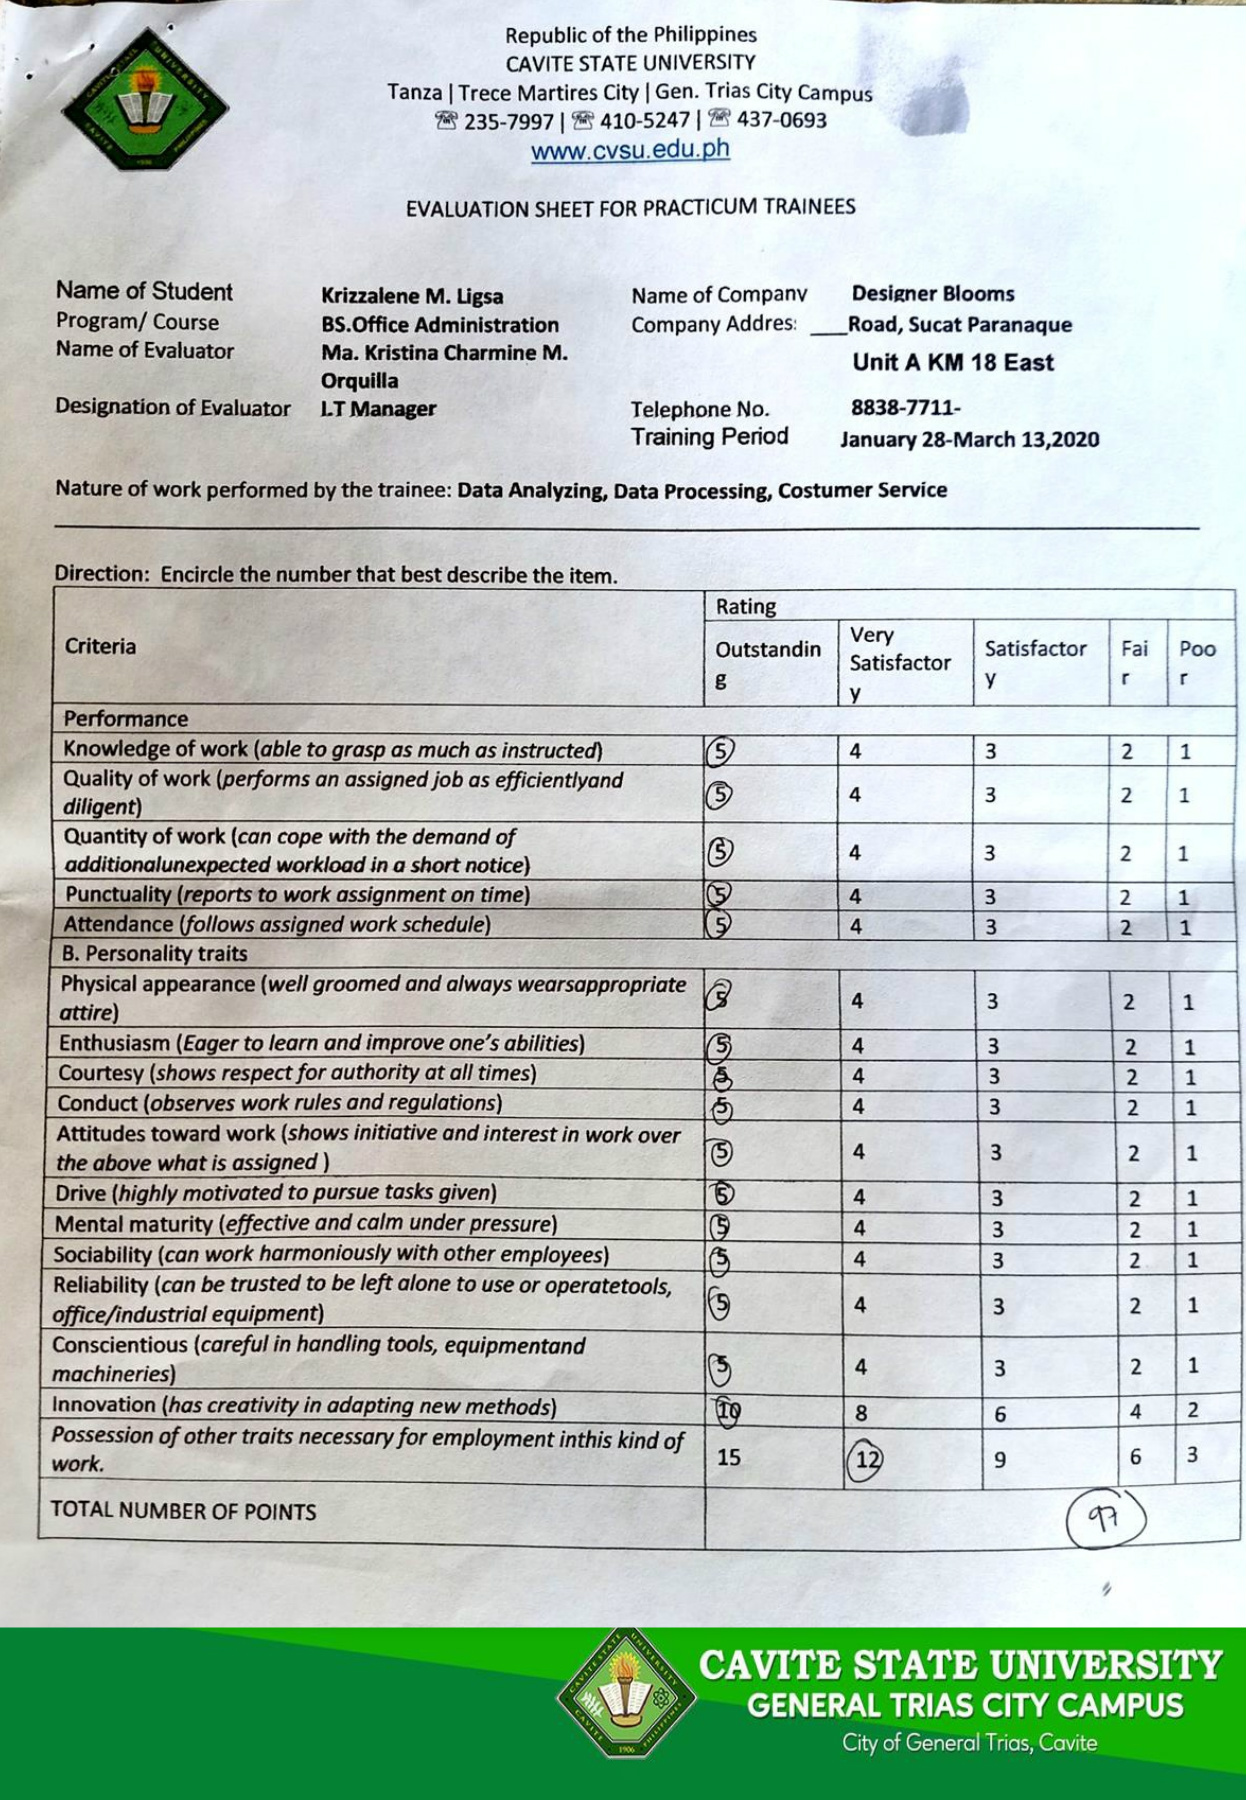 Republic of the Philippines
CAVITE STATE UNIVERSITY
Tanza | Trece Martires City | Gen. Trias City Campus
☏ 235-7997 | ☏ 410-5247 | ☏ 437-0693
www.cvsu.edu.ph
EVALUATION SHEET FOR PRACTICUM TRAINEES
Name of Student Krizzalene M. Ligsa Name of Company Designer Blooms
Program/ Course BS.Office Administration Company Addres: ___Road, Sucat Paranaque
Name of Evaluator Ma. Kristina Charmine M. Unit A KM 18 East
Orquilla
Designation of Evaluator I.T Manager Telephone No. 8838-7711-
Training Period January 28-March 13,2020
Nature of work performed by the trainee: Data Analyzing, Data Processing, Costumer Service
Direction: Encircle the number that best describe the item.
Rating
Criteria
Outstandin
g
Very
Satisfactor
y
Satisfactor
y
Fai
r
Poo
r
Performance
Knowledge of work (able to grasp as much as instructed) 5 4 3 2 1
Quality of work (performs an assigned job as efficientlyand
diligent) 5 4 3 2 1
Quantity of work (can cope with the demand of
additionalunexpected workload in a short notice) 5 4 3 2 1
Punctuality (reports to work assignment on time) 5 4 3 2 1
Attendance (follows assigned work schedule) 5 4 3 2 1
B. Personality traits
Physical appearance (well groomed and always wearsappropriate
attire) 5 4 3 2 1
Enthusiasm (Eager to learn and improve one's abilities) 5 4 3 2 1
Courtesy (shows respect for authority at all times) 5 4 3 2 1
Conduct (observes work rules and regulations) 5 4 3 2 1
Attitudes toward work (shows initiative and interest in work over
the above what is assigned ) 5 4 3 2 1
Drive (highly motivated to pursue tasks given) 5 4 3 2 1
Mental maturity (effective and calm under pressure) 5 4 3 2 1
Sociability (can work harmoniously with other employees) 5 4 3 2 1
Reliability (can be trusted to be left alone to use or operatetools,
office/industrial equipment) 5 4 3 2 1
Conscientious (careful in handling tools, equipmentand
machineries) 5 4 3 2 1
Innovation (has creativity in adapting new methods) 10 8 6 4 2
Possession of other traits necessary for employment inthis kind of
work. 15 12 9 6 3
TOTAL NUMBER OF POINTS 97
CAVITE STATE UNIVERSITY
GENERAL TRIAS CITY CAMPUS
City of General Trias, Cavite
CAVITE STATE UNIVERSITY
CAVITE PHILIPPINES
1906